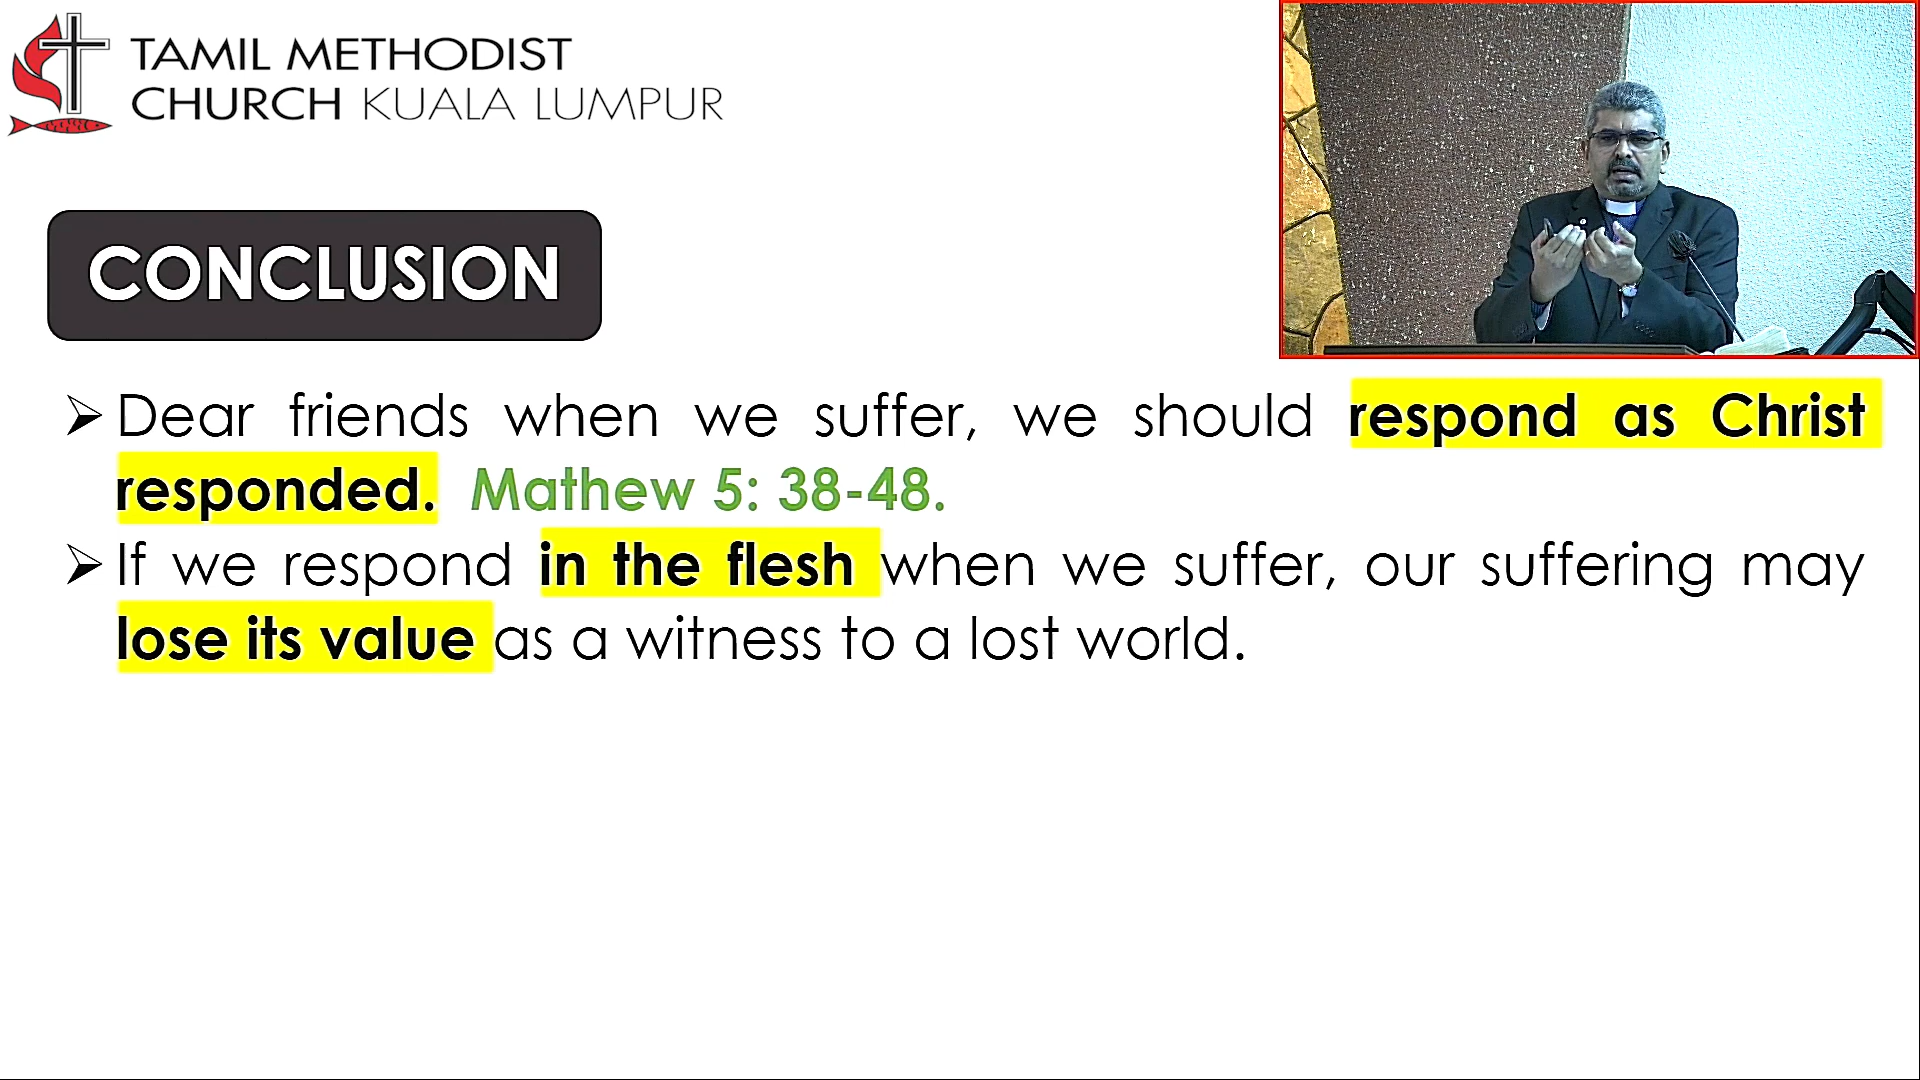 TAMIL METHODIST
CHURCH KUALA LUMPUR
CONCLUSION
➢ Dear friends when we suffer, we should respond as Christ
responded. Mathew 5: 38-48.
➢ If we respond in the flesh when we suffer, our suffering may
lose its value as a witness to a lost world.